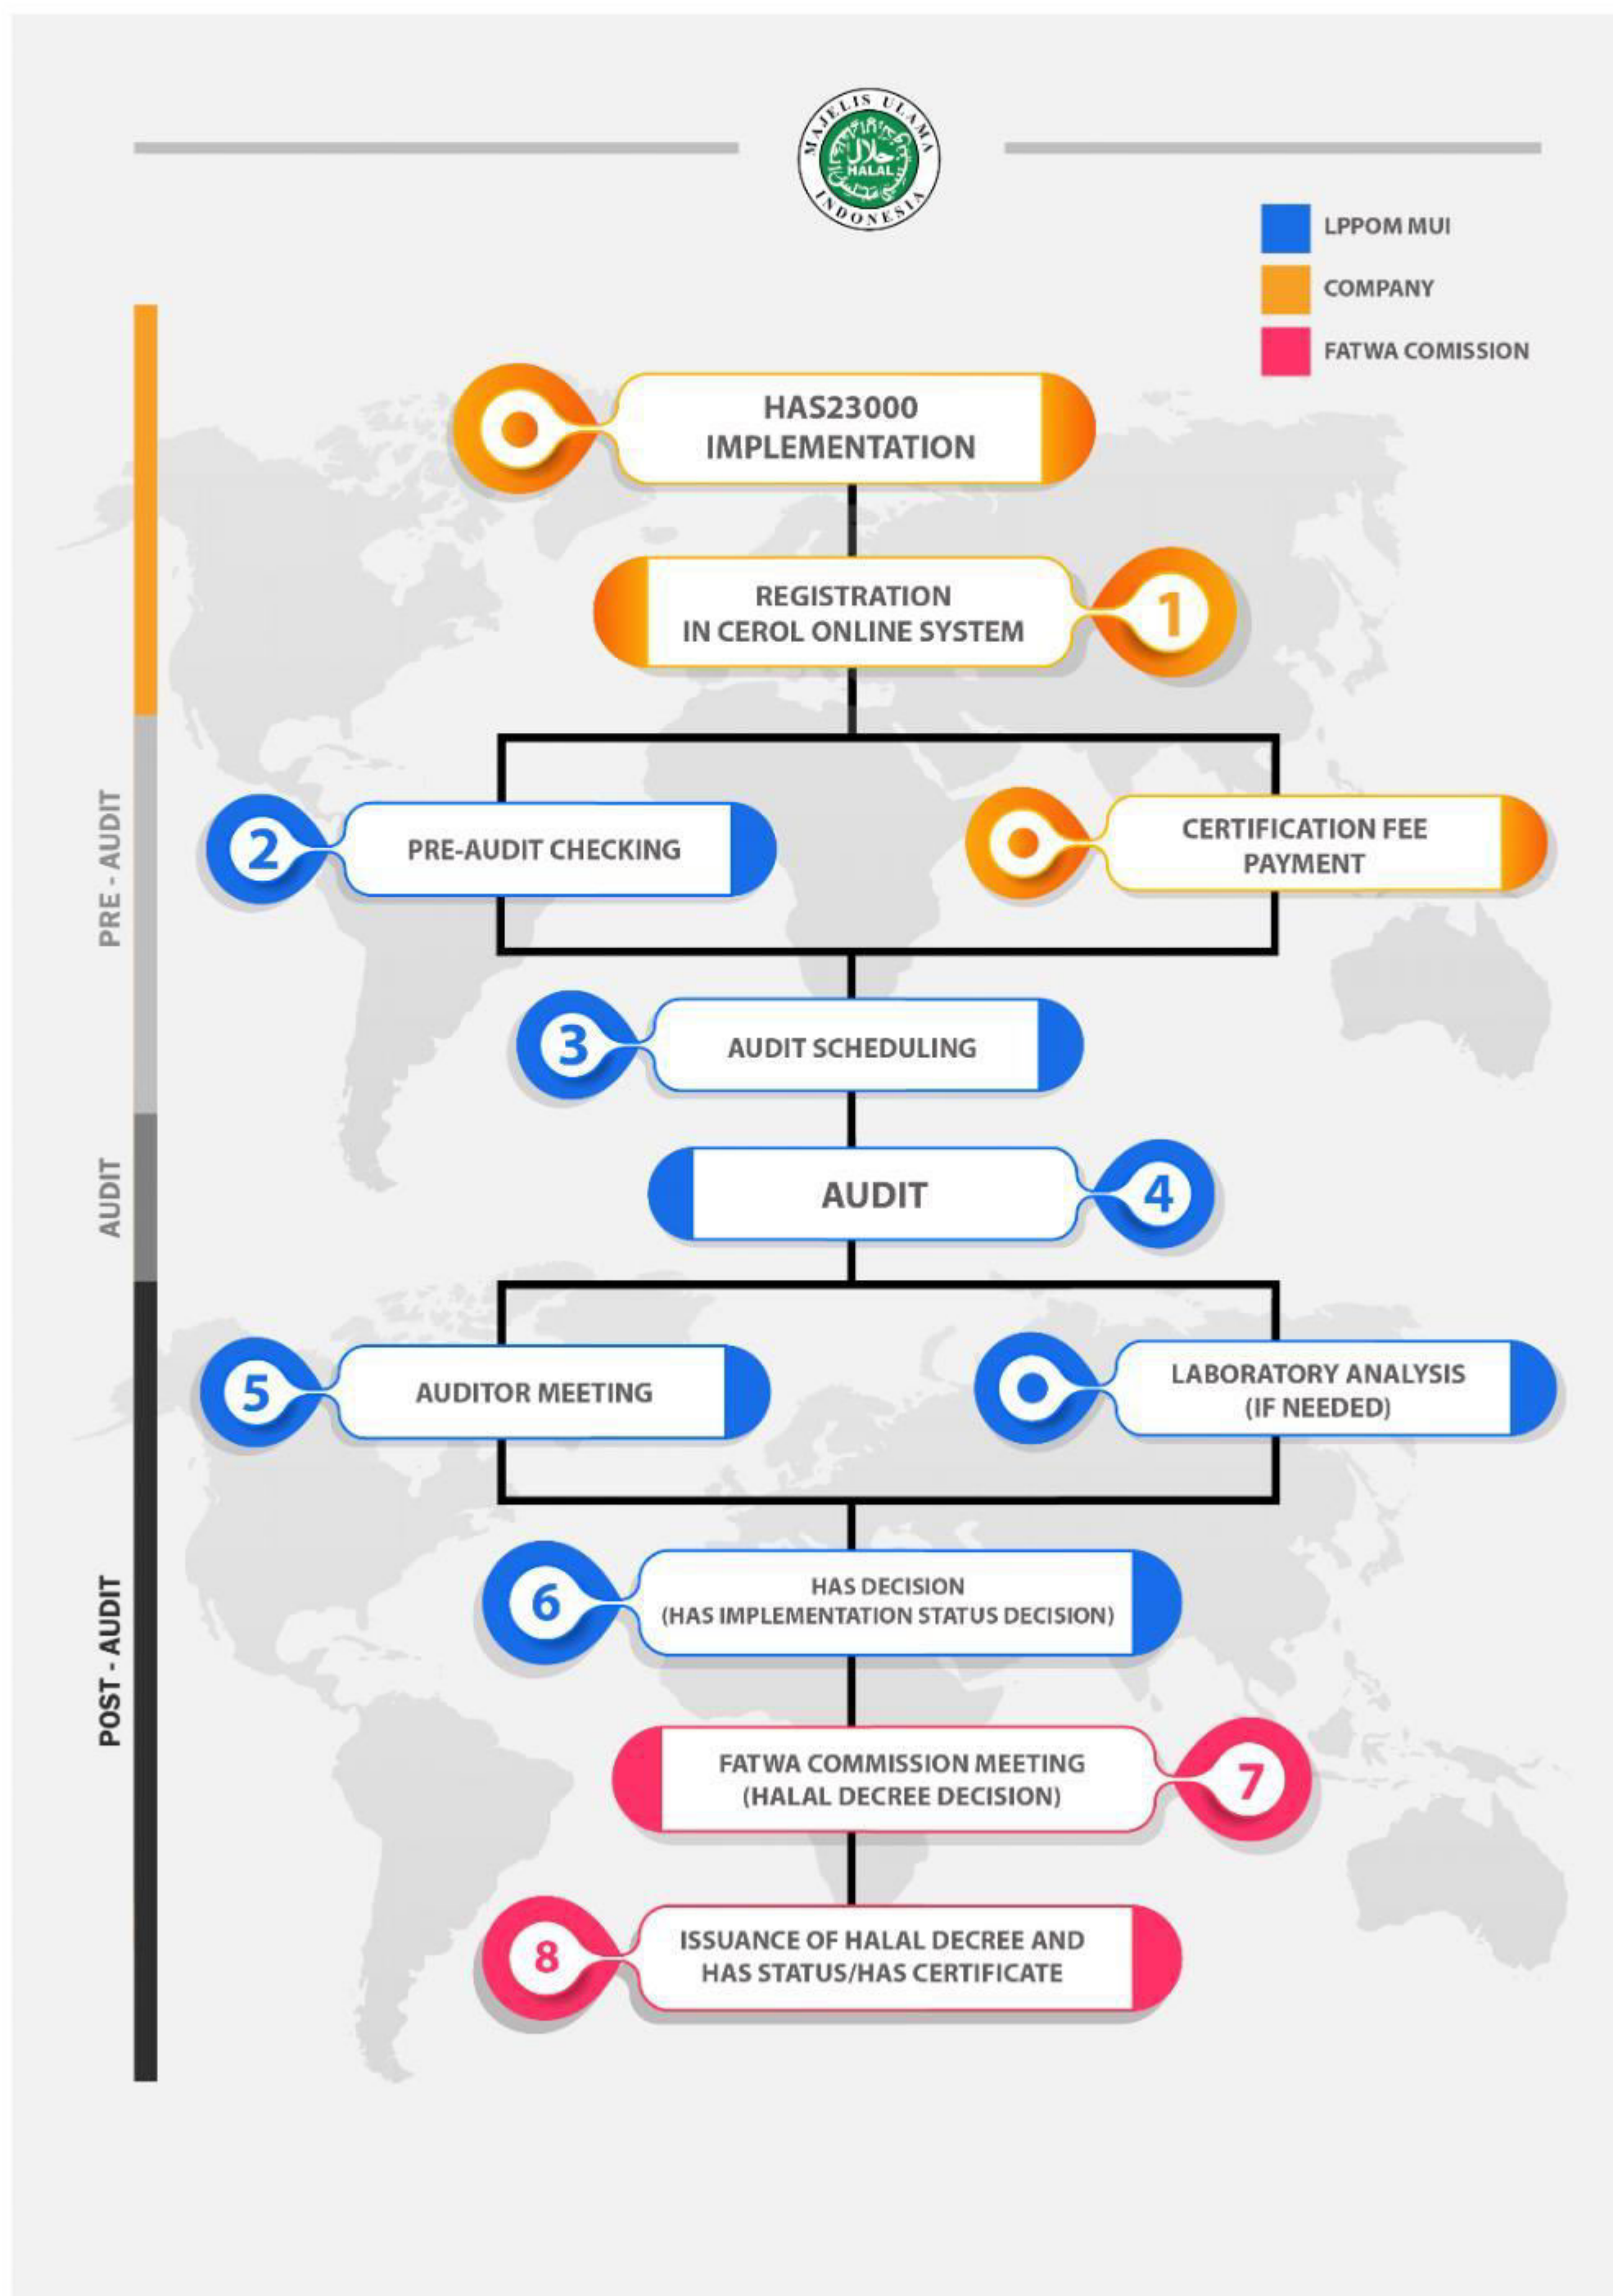 MAJELIS ULAMA
حلال
HALAL
INDONESIA
LPPOM MUI
COMPANY
FATWA COMISSION
HAS23000
IMPLEMENTATION
REGISTRATION
IN CEROL ONLINE SYSTEM
1
PRE - AUDIT
2
PRE-AUDIT CHECKING
CERTIFICATION FEE
PAYMENT
3
AUDIT SCHEDULING
AUDIT
AUDIT
4
5
AUDITOR MEETING
LABORATORY ANALYSIS
(IF NEEDED)
POST - AUDIT
6
HAS DECISION
(HAS IMPLEMENTATION STATUS DECISION)
FATWA COMMISSION MEETING
(HALAL DECREE DECISION)
7
8
ISSUANCE OF HALAL DECREE AND
HAS STATUS/HAS CERTIFICATE